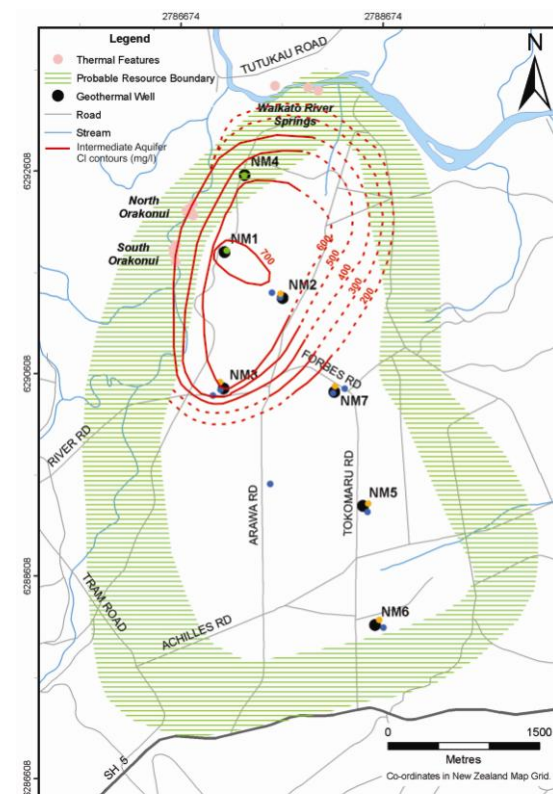 2786674
2788674
Legend
Thermal Features
Probable Resource Boundary
Geothermal Well
Road
Stream
Intermediate Aquifer
Cl contours (mg/l)
TUTUKAU ROAD
N
Waikato River
Springs
6292608
NM4
North
Orakonui
South
Orakonui
NM1
700
600
500
400
300
200
NM2
6290608
NM3
FORBES RD
NM7
RIVER RD
ARAWA RD
TOKOMARU RD
NM5
6288608
TRAM ROAD
ACHILLES RD
NM6
SH. 5
0
1500
Metres
Co-ordinates in New Zealand Map Grid.
6286608